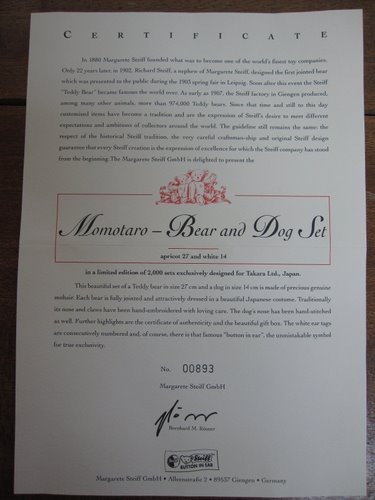 CERTIFICATE
In 1880 Margarete Steiff founded what was to become one of the world's finest toy companies.
Only 22 years later, in 1902, Richard Steiff, a nephew of Margarete Steiff, designed the first jointed bear
which was presented to the public during the 1903 spring fair in Leipzig. Soon after this event the Steiff
"Teddy Bear" became famous the world over. As early as 1907, the Steiff factory in Giengen produced,
among many other animals, more than 974,000 Teddy bears. Since that time and still to this day
customized items have become a tradition and are the expression of Steiff's desire to meet different
expectations and ambitions of collectors around the world. The guideline still remains the same: the
respect of the historical Steiff tradition, the very careful craftsman-ship and original Steiff design
guarantee that every Steiff creation is the expression of excellence for which the Steiff company has stood
from the beginning. The Margarete Steiff GmbH is delighted to present the
Momotaro – Bear and Dog Set
apricot 27 and white 14
in a limited edition of 2,000 sets exclusively designed for Takara Ltd., Japan.
This beautiful set of a Teddy bear in size 27 cm and a dog in size 14 cm is made of precious genuine
mohair. Each bear is fully jointed and attractively dressed in a beautiful Japanese costume. Traditionally
its nose and claws have been hand-embroidered with loving care. The dog's nose has been hand-stitched
as well. Further highlights are the certificate of authenticity and the beautiful gift box. The white ear tags
are consecutively numbered and, of course, there is that famous "button in ear", the unmistakable symbol
for true exclusivity.
No. 00893
Margarete Steiff GmbH
Bernhard M. Rösner
Steiff
BUTTON IN EAR
Margarete Steiff GmbH • Alleenstraße 2 • 89537 Giengen • Germany